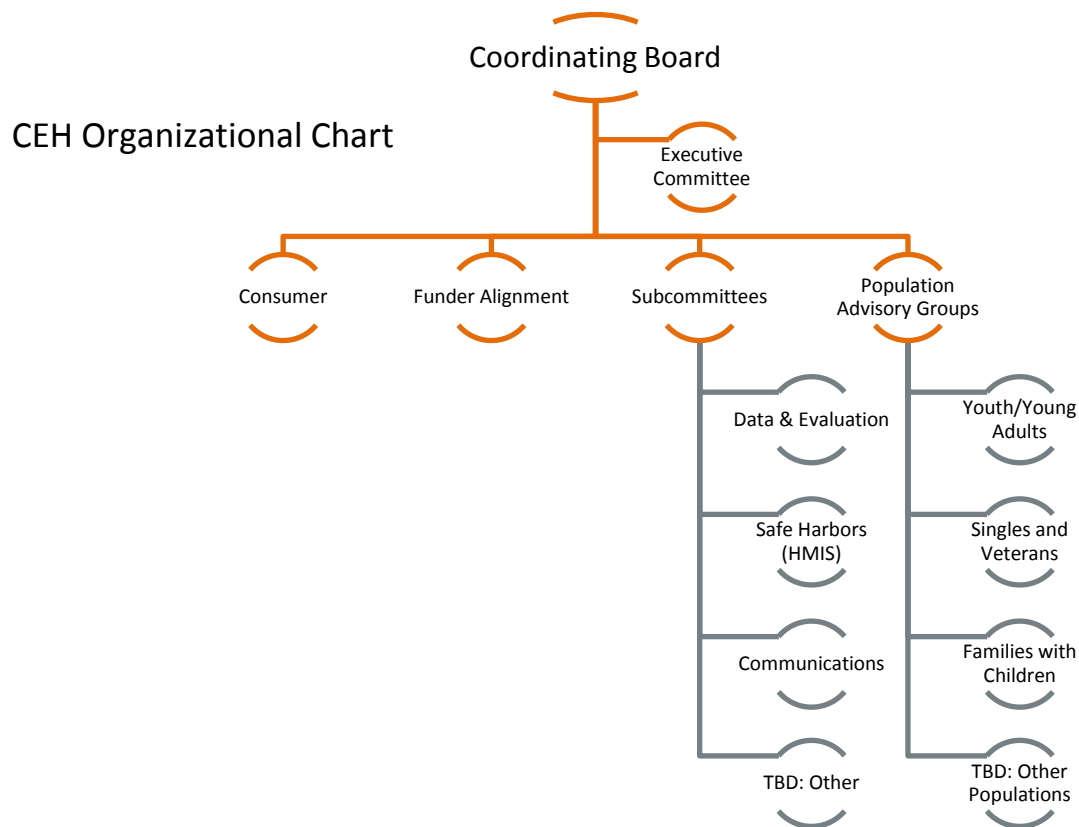 Coordinating Board
CEH Organizational Chart
Executive
Committee
Consumer
Funder Alignment
Subcommittees
Population
Advisory Groups
Data & Evaluation
Youth/Young
Adults
Safe Harbors
(HMIS)
Singles and
Veterans
Communications
Families with
Children
TBD: Other
TBD: Other
Populations